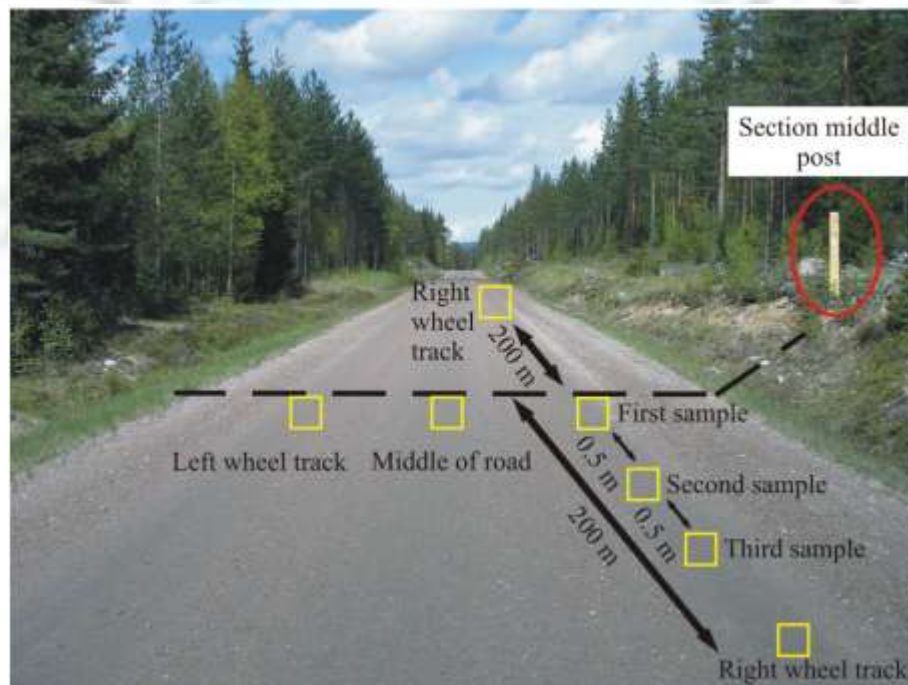 Section middle
post
Right
wheel
track
200 m
First sample
Left wheel track
Middle of road
0.5 m
Second sample
0.5 m
200 m
Third sample
Right wheel track